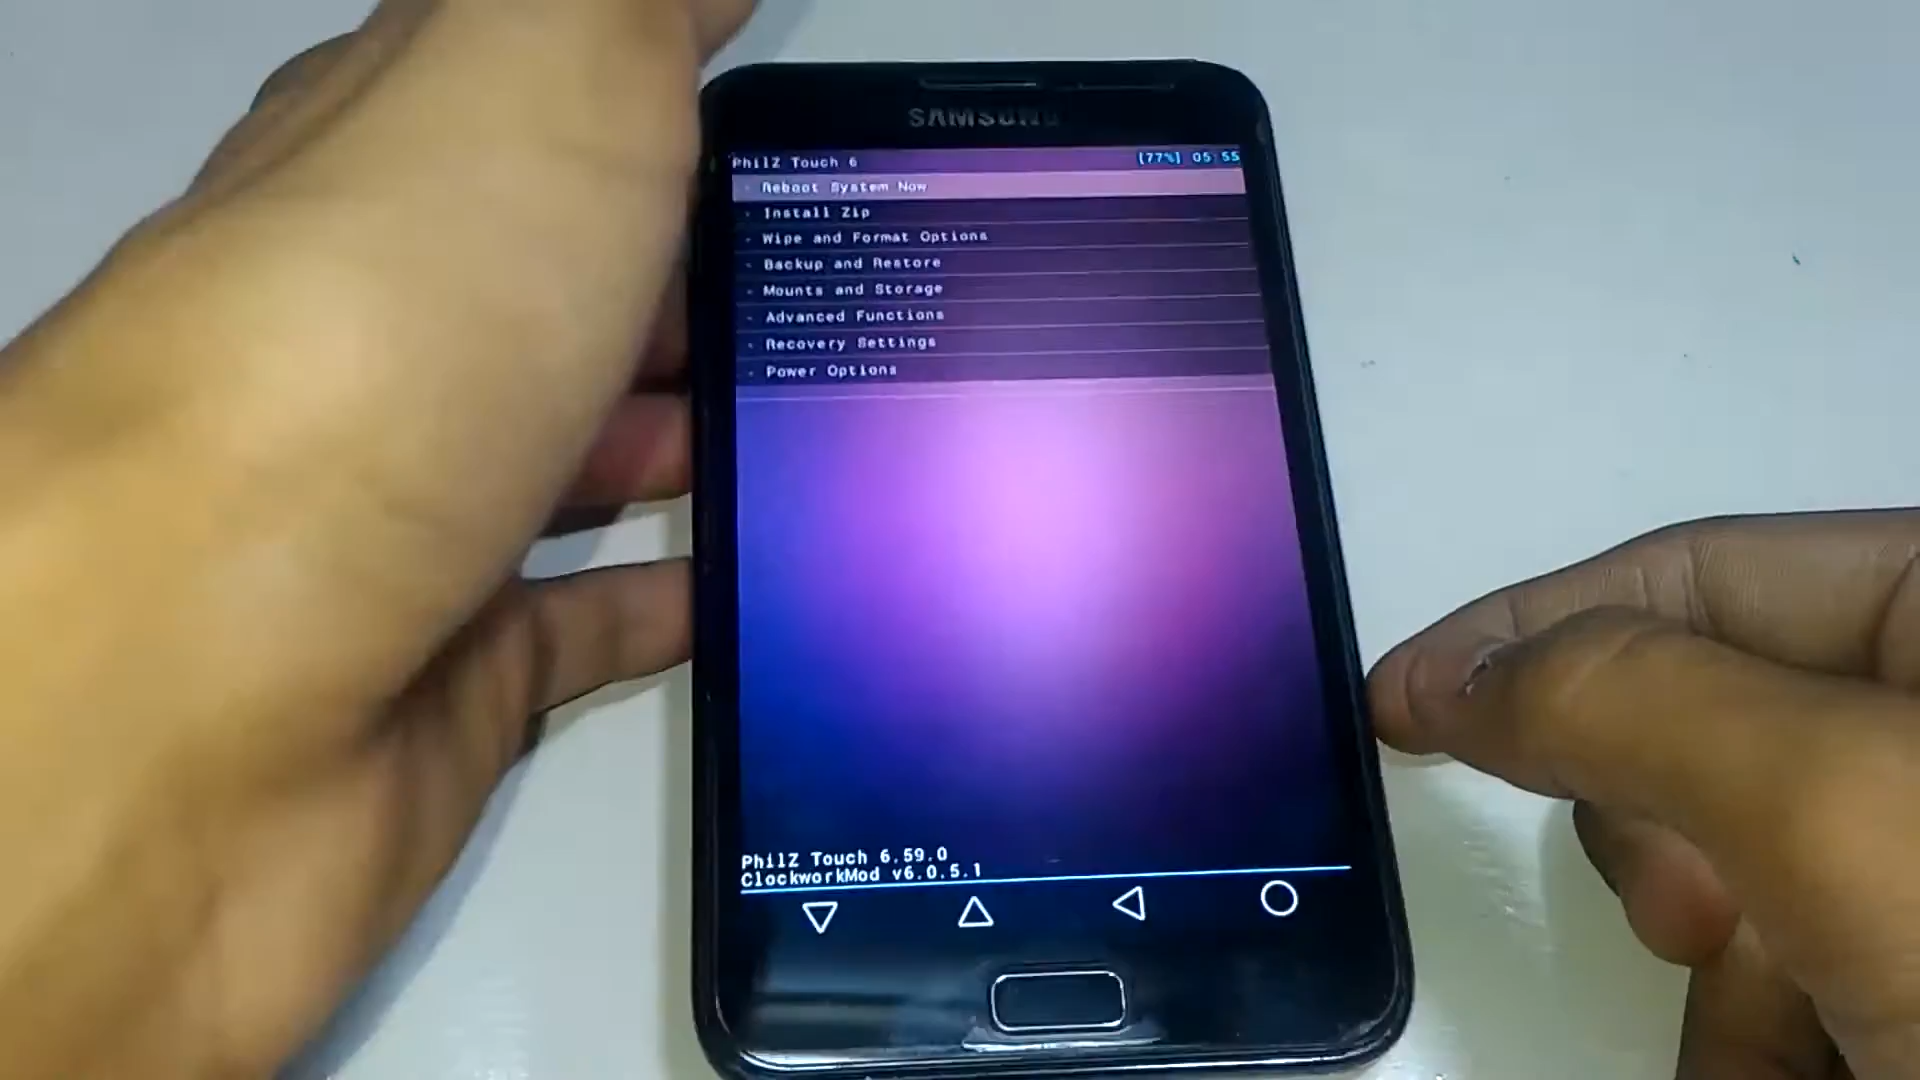 SAMSUNG
PhilZ Touch 6 [77%] 05:55
- Reboot System Now
- Install Zip
- Wipe and Format Options
- Backup and Restore
- Mounts and Storage
- Advanced Functions
- Recovery Settings
- Power Options
PhilZ Touch 6.59.0
ClockworkMod v6.0.5.1